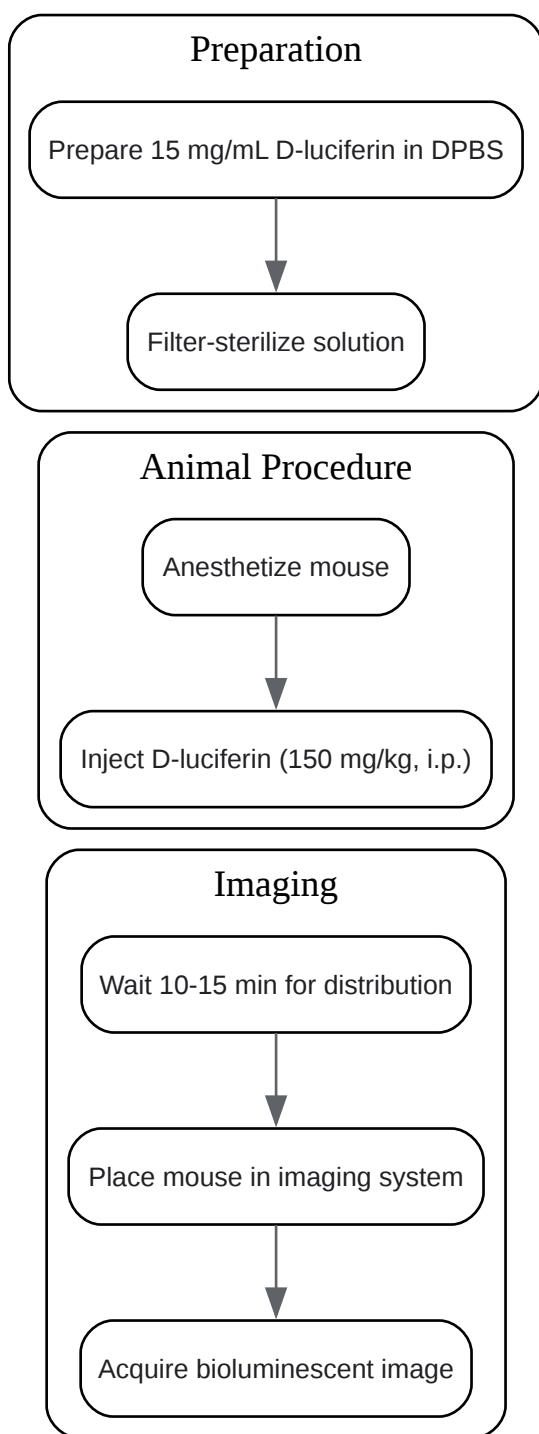 Preparation
Prepare 15 mg/mL D-luciferin in DPBS
Filter-sterilize solution
Animal Procedure
Anesthetize mouse
Inject D-luciferin (150 mg/kg, i.p.)
Imaging
Wait 10-15 min for distribution
Place mouse in imaging system
Acquire bioluminescent image